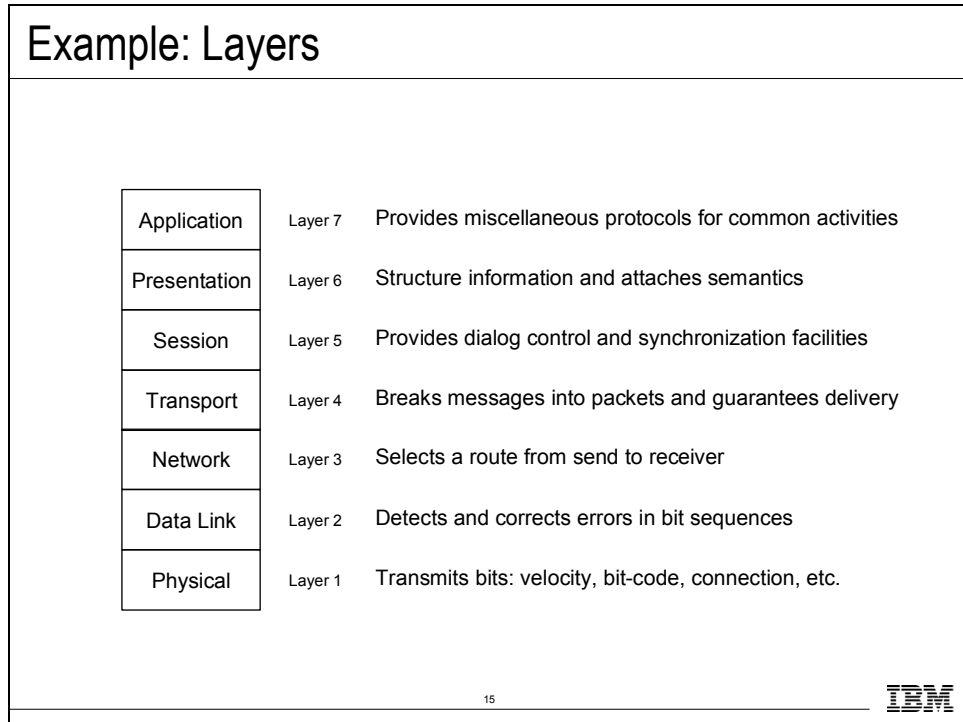 Example: Layers
Application Layer 7 Provides miscellaneous protocols for common activities
Presentation Layer 6 Structure information and attaches semantics
Session Layer 5 Provides dialog control and synchronization facilities
Transport Layer 4 Breaks messages into packets and guarantees delivery
Network Layer 3 Selects a route from send to receiver
Data Link Layer 2 Detects and corrects errors in bit sequences
Physical Layer 1 Transmits bits: velocity, bit-code, connection, etc.
15
IBM